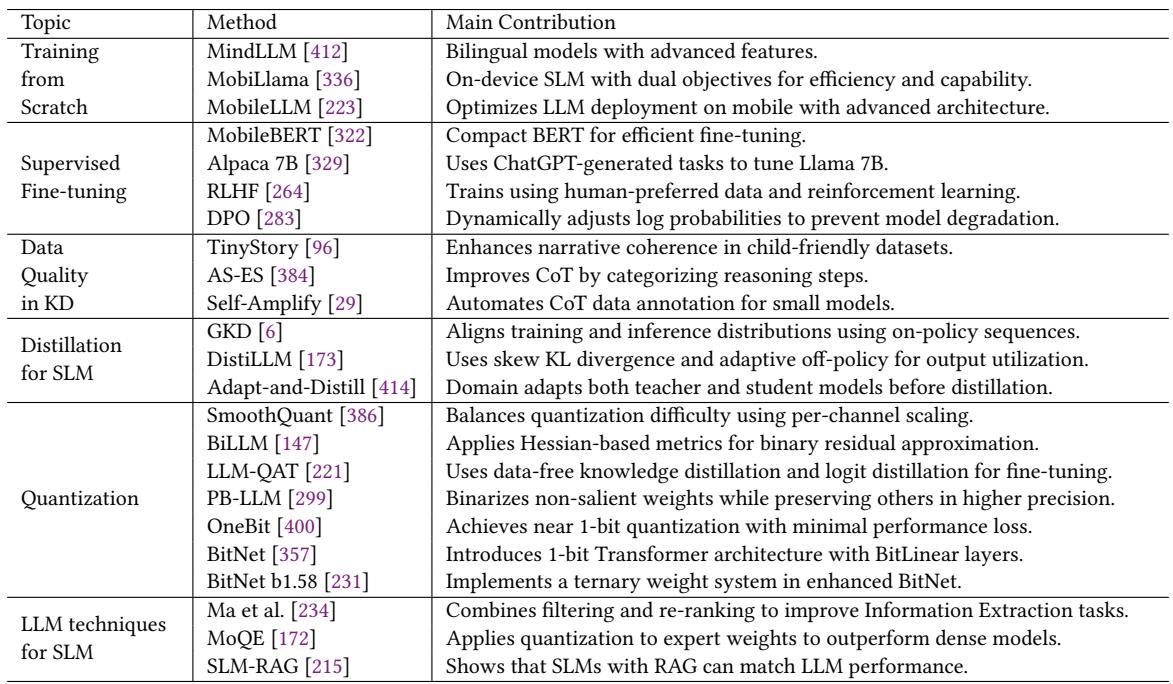 Topic Method Main Contribution
Training MindLLM [412] Bilingual models with advanced features.
from MobiLlama [336] On-device SLM with dual objectives for efficiency and capability.
Scratch MobileLLM [223] Optimizes LLM deployment on mobile with advanced architecture.
MobileBERT [322] Compact BERT for efficient fine-tuning.
Supervised Alpaca 7B [329] Uses ChatGPT-generated tasks to tune Llama 7B.
Fine-tuning RLHF [264] Trains using human-preferred data and reinforcement learning.
DPO [283] Dynamically adjusts log probabilities to prevent model degradation.
Data TinyStory [96] Enhances narrative coherence in child-friendly datasets.
Quality AS-ES [384] Improves CoT by categorizing reasoning steps.
in KD Self-Amplify [29] Automates CoT data annotation for small models.
GKD [6] Aligns training and inference distributions using on-policy sequences.
Distillation
DistiLLM [173] Uses skew KL divergence and adaptive off-policy for output utilization.
for SLM
Adapt-and-Distill [414] Domain adapts both teacher and student models before distillation.
SmoothQuant [386] Balances quantization difficulty using per-channel scaling.
BiLLM [147] Applies Hessian-based metrics for binary residual approximation.
LLM-QAT [221] Uses data-free knowledge distillation and logit distillation for fine-tuning.
Quantization PB-LLM [299] Binarizes non-salient weights while preserving others in higher precision.
OneBit [400] Achieves near 1-bit quantization with minimal performance loss.
BitNet [357] Introduces 1-bit Transformer architecture with BitLinear layers.
BitNet b1.58 [231] Implements a ternary weight system in enhanced BitNet.
Ma et al. [234] Combines filtering and re-ranking to improve Information Extraction tasks.
LLM techniques
MoQE [172] Applies quantization to expert weights to outperform dense models.
for SLM
SLM-RAG [215] Shows that SLMs with RAG can match LLM performance.